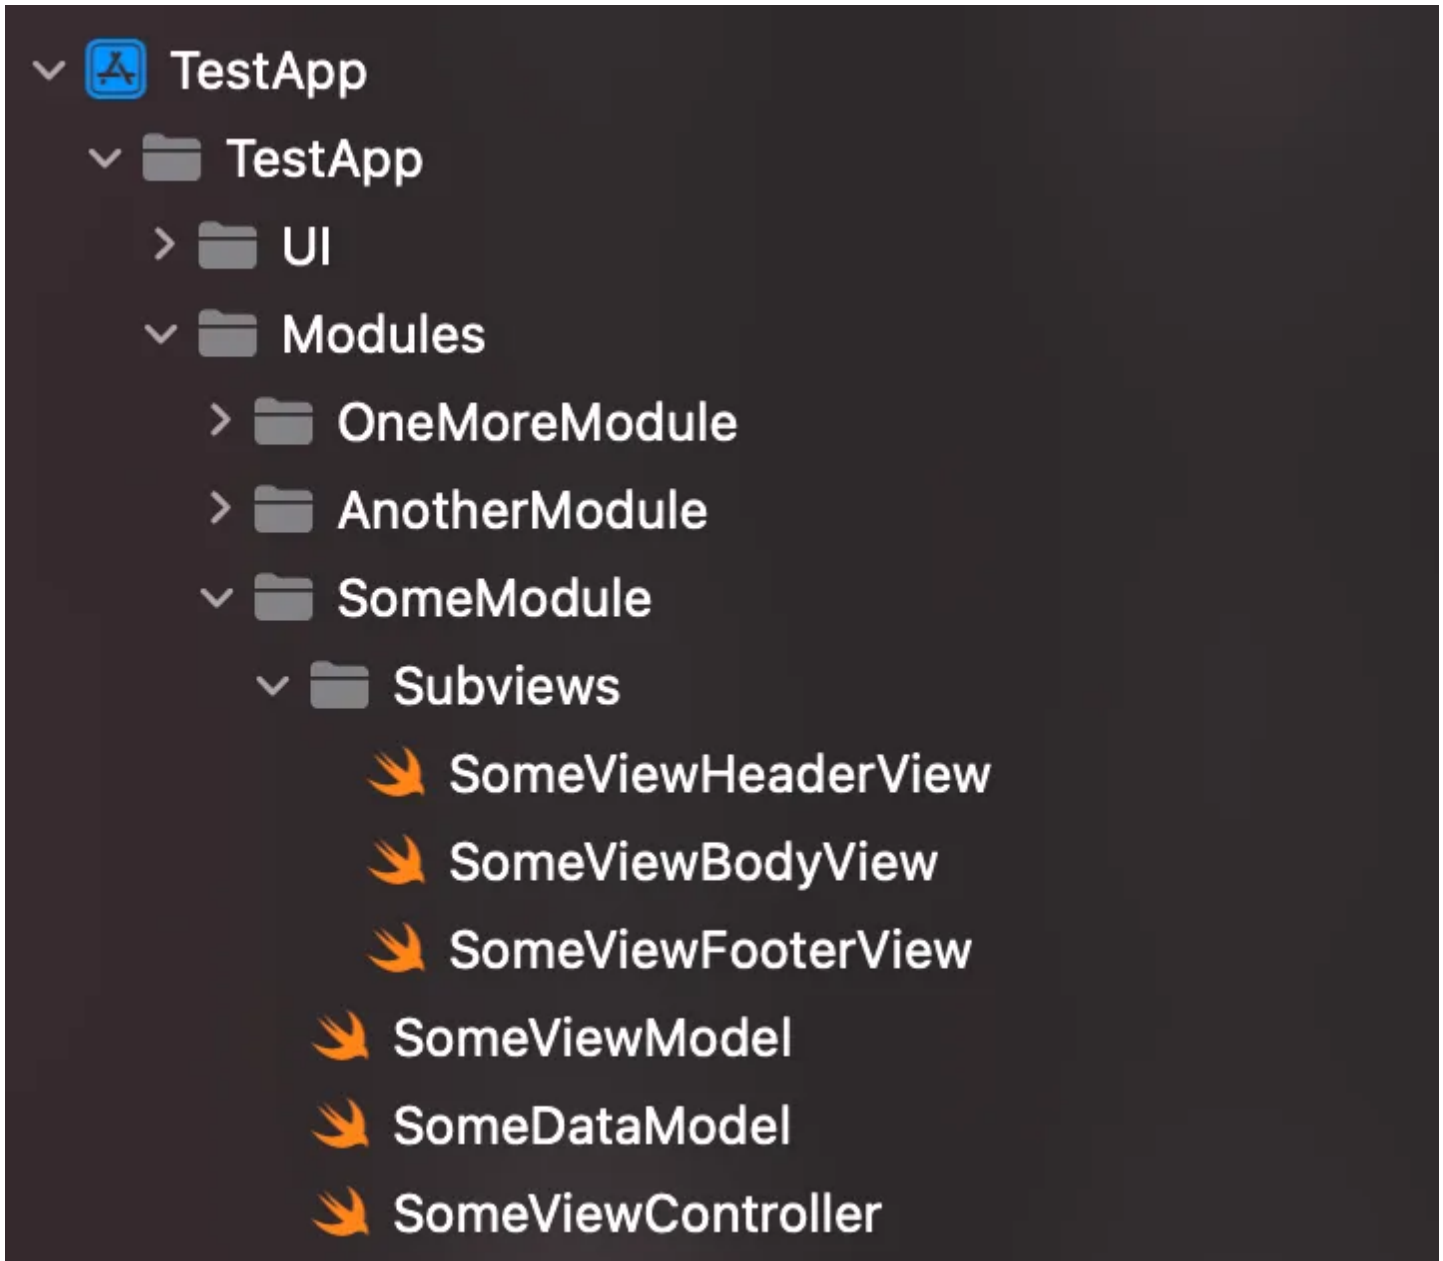 TestApp
TestApp
UI
Modules
OneMoreModule
AnotherModule
SomeModule
Subviews
SomeViewHeaderView
SomeViewBodyView
SomeViewFooterView
SomeViewModel
SomeDataModel
SomeViewController